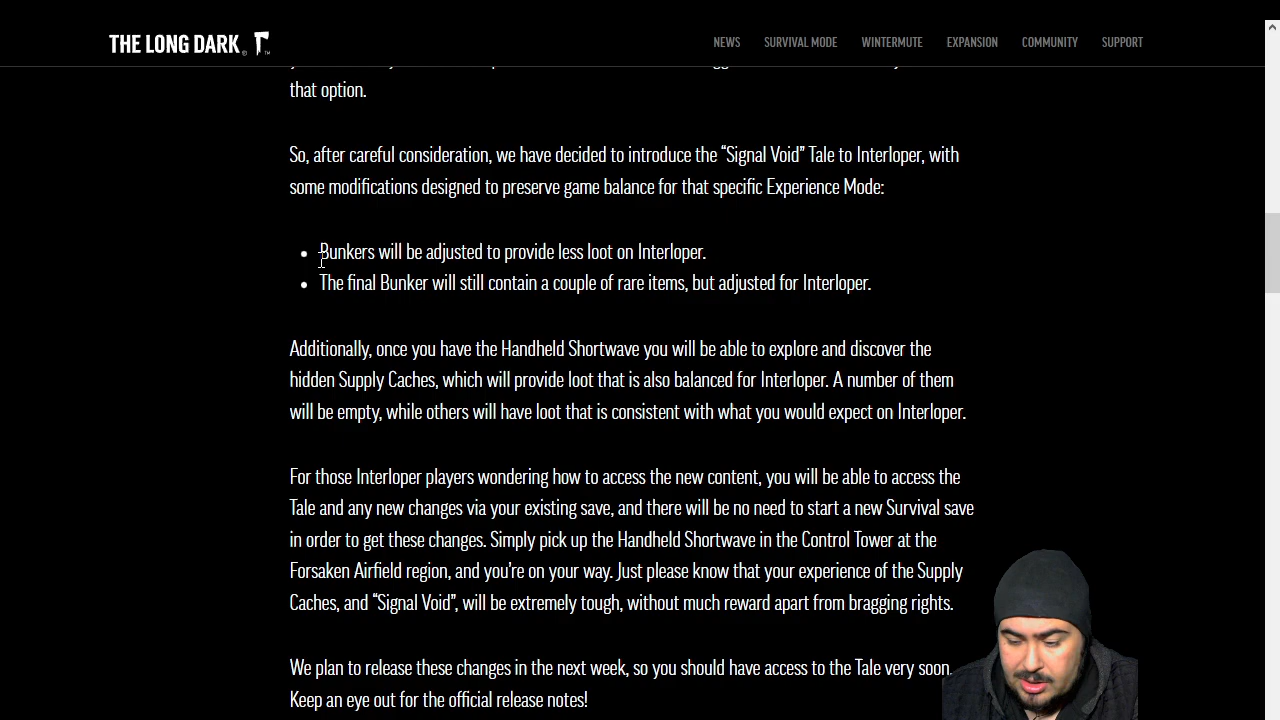 THE LONG DARK
NEWS SURVIVAL MODE WINTERMUTE EXPANSION COMMUNITY SUPPORT
that option.
So, after careful consideration, we have decided to introduce the “Signal Void” Tale to Interloper, with
some modifications designed to preserve game balance for that specific Experience Mode:
• Bunkers will be adjusted to provide less loot on Interloper.
• The final Bunker will still contain a couple of rare items, but adjusted for Interloper.
Additionally, once you have the Handheld Shortwave you will be able to explore and discover the
hidden Supply Caches, which will provide loot that is also balanced for Interloper. A number of them
will be empty, while others will have loot that is consistent with what you would expect on Interloper.
For those Interloper players wondering how to access the new content, you will be able to access the
Tale and any new changes via your existing save, and there will be no need to start a new Survival save
in order to get these changes. Simply pick up the Handheld Shortwave in the Control Tower at the
Forsaken Airfield region, and you’re on your way. Just please know that your experience of the Supply
Caches, and “Signal Void”, will be extremely tough, without much reward apart from bragging rights.
We plan to release these changes in the next week, so you should have access to the Tale very soon.
Keep an eye out for the official release notes!